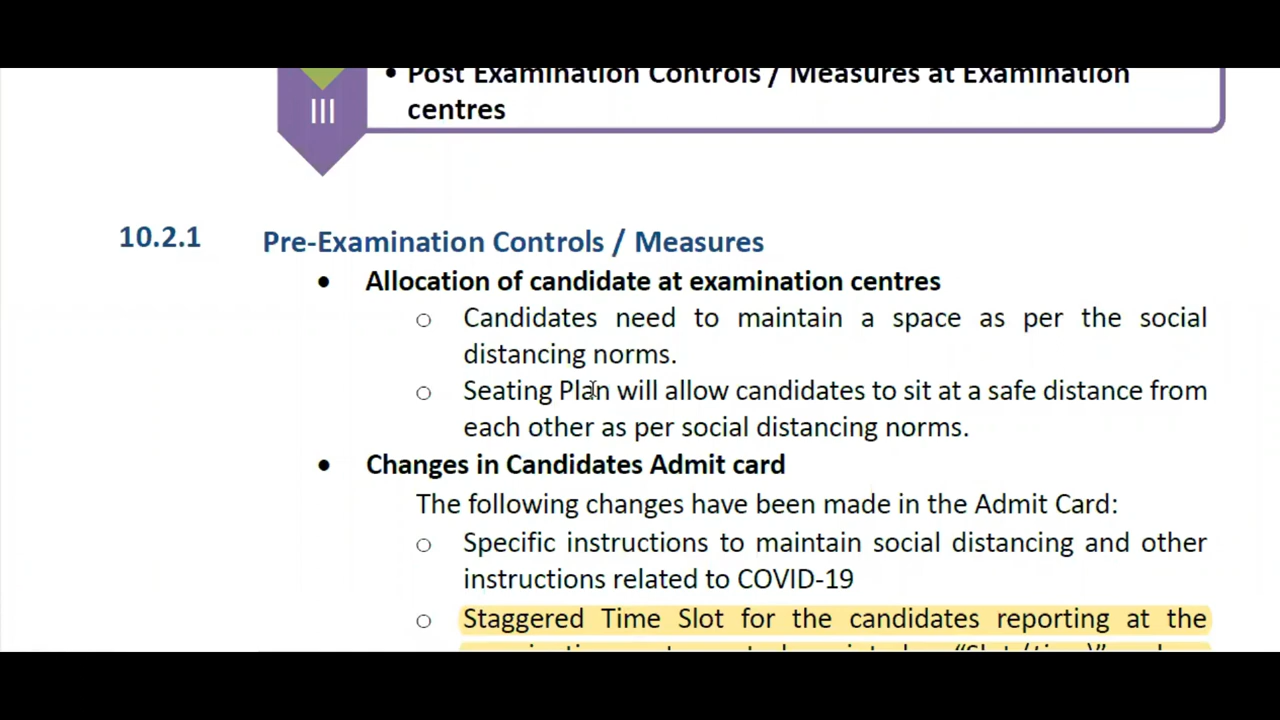 • Post Examination Controls / Measures at Examination
III
centres
10.2.1 Pre-Examination Controls / Measures
• Allocation of candidate at examination centres
○ Candidates need to maintain a space as per the social
distancing norms.
○ Seating Plan will allow candidates to sit at a safe distance from
each other as per social distancing norms.
• Changes in Candidates Admit card
The following changes have been made in the Admit Card:
○ Specific instructions to maintain social distancing and other
instructions related to COVID-19
○ Staggered Time Slot for the candidates reporting at the